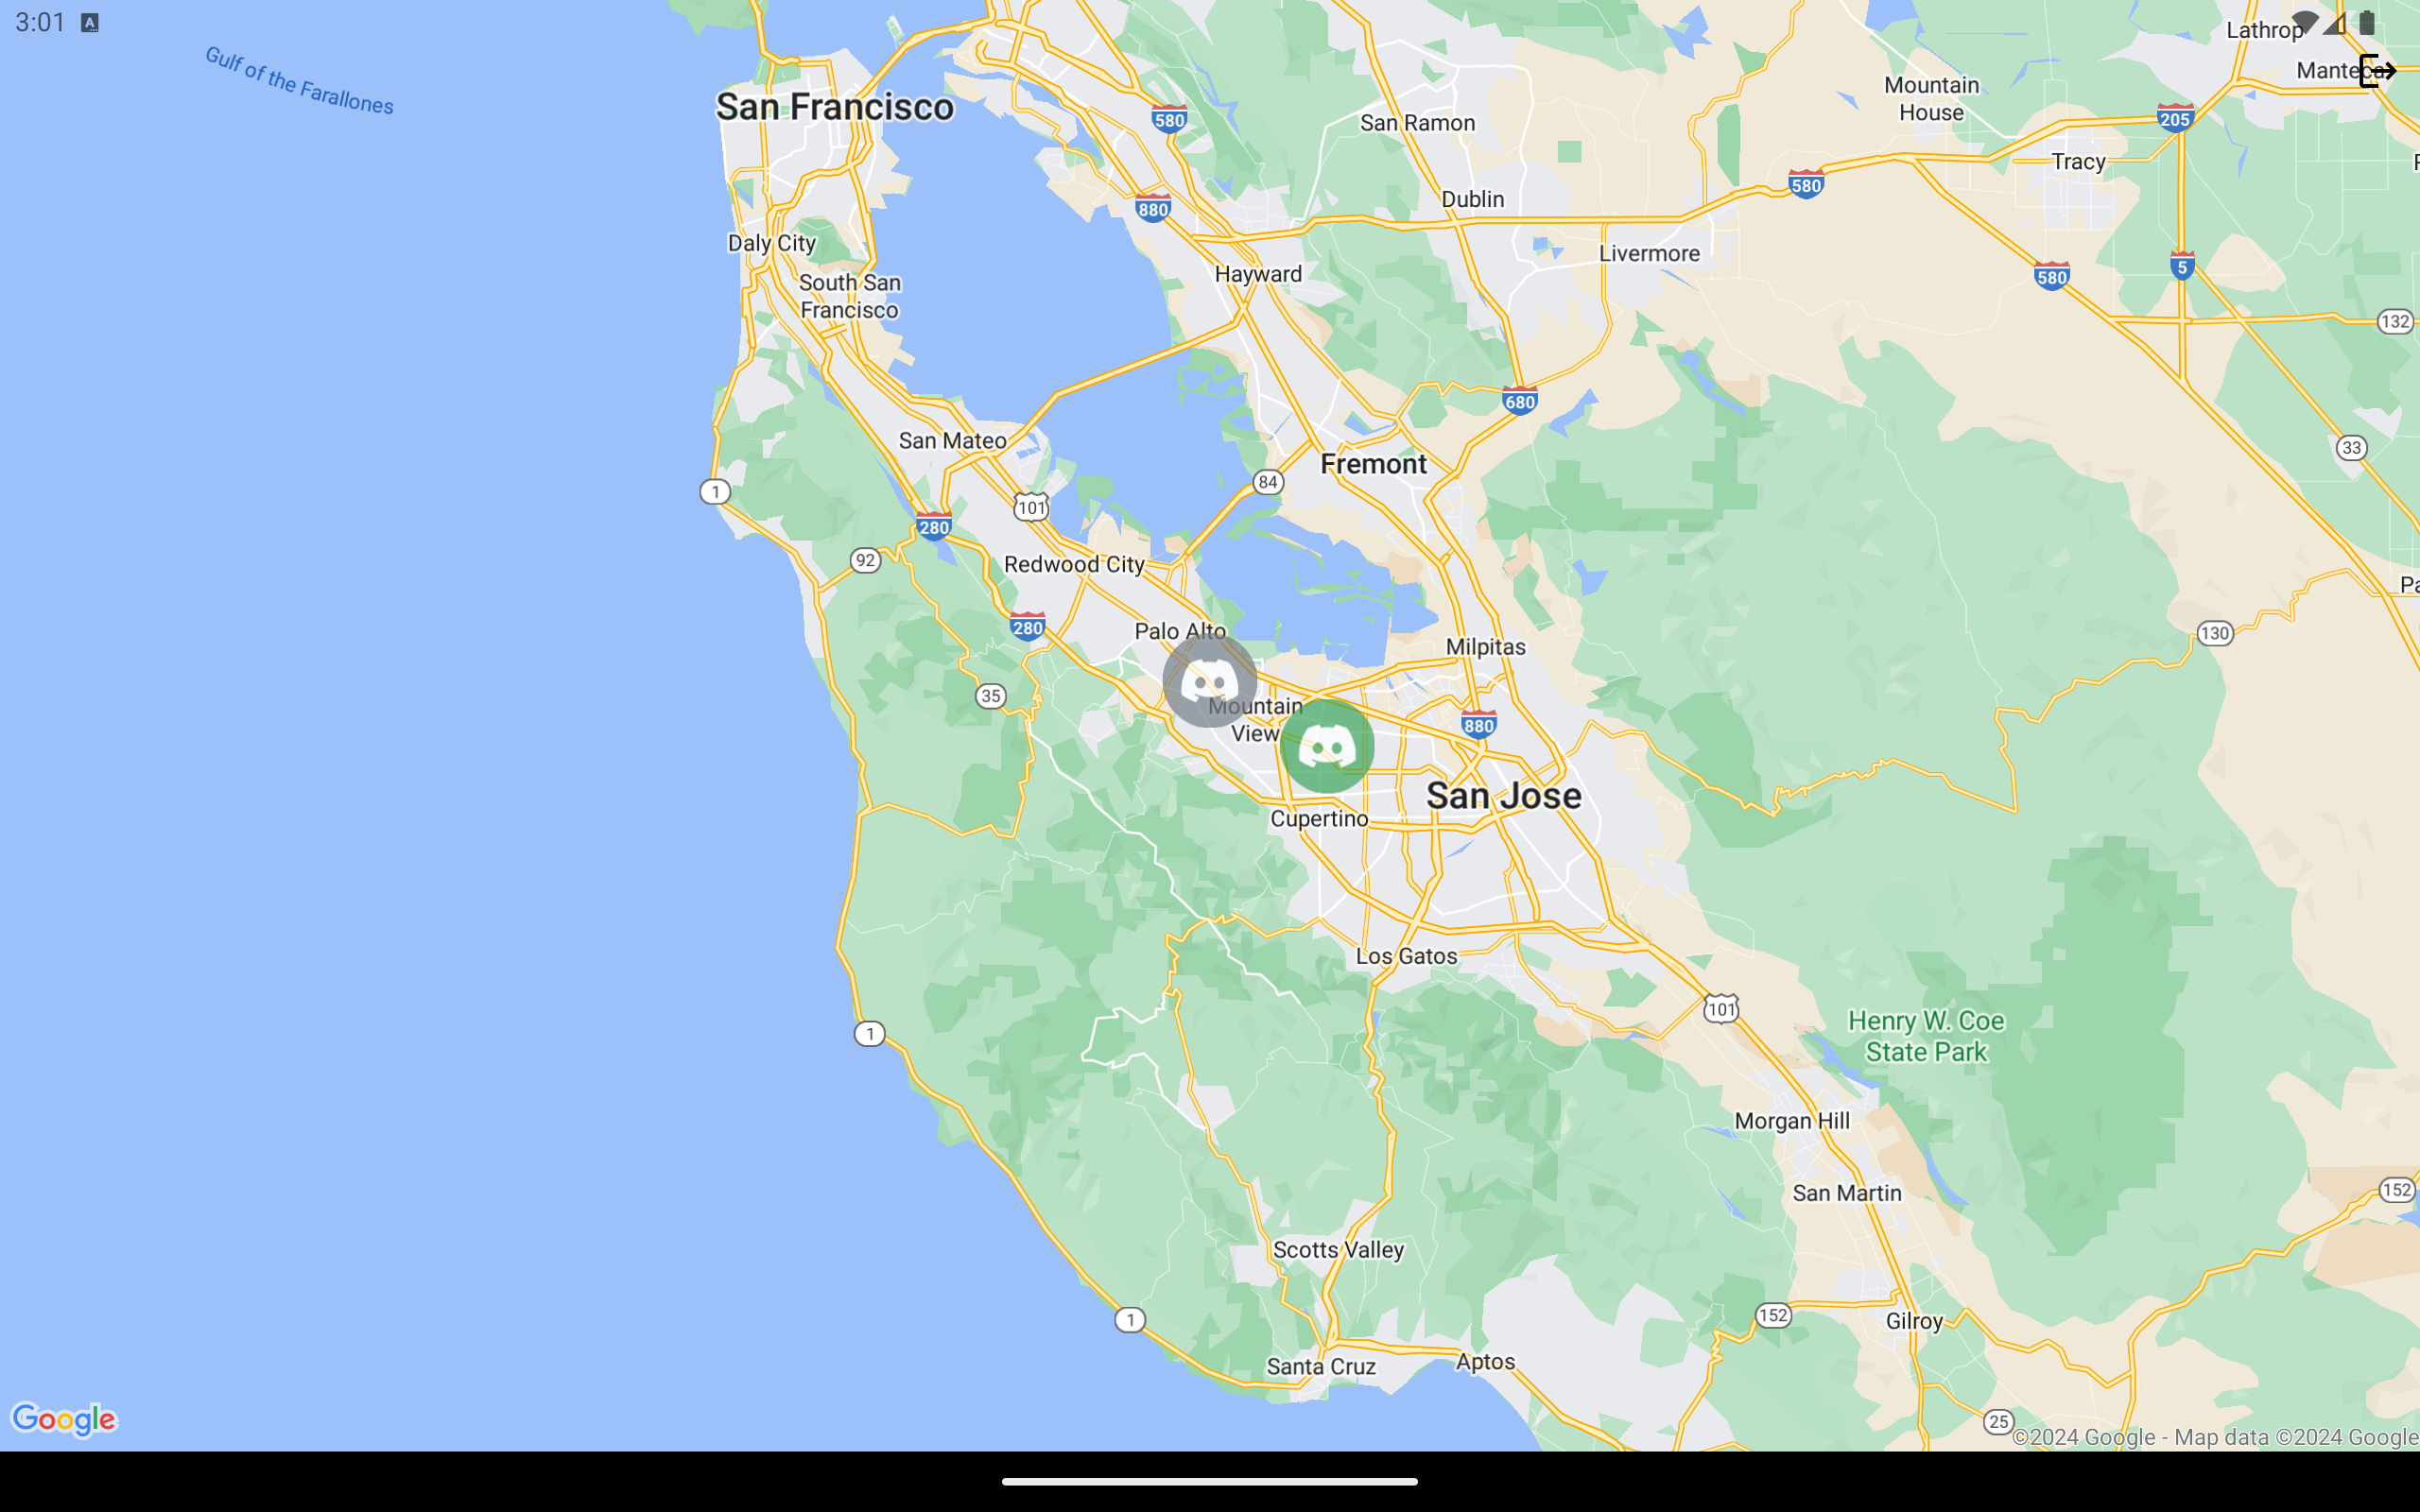 3:01 A
Lathrop
Gulf of the Farallones
Manteca
Mountain
House
San Francisco
580
San Ramon
205
Tracy
580
Dublin
880
Daly City
Livermore
Hayward
580
5
South San
Francisco
132
680
San Mateo
Fremont
33
84
1
101
280
92
Redwood City
280
Palo Alto
130
Milpitas
35
Mountain
View
880
San Jose
Cupertino
Los Gatos
101
Henry W. Coe
State Park
1
Morgan Hill
San Martin
152
Scotts Valley
152
1
Gilroy
Santa Cruz
Aptos
Google
25
©2024 Google - Map data ©2024 Google